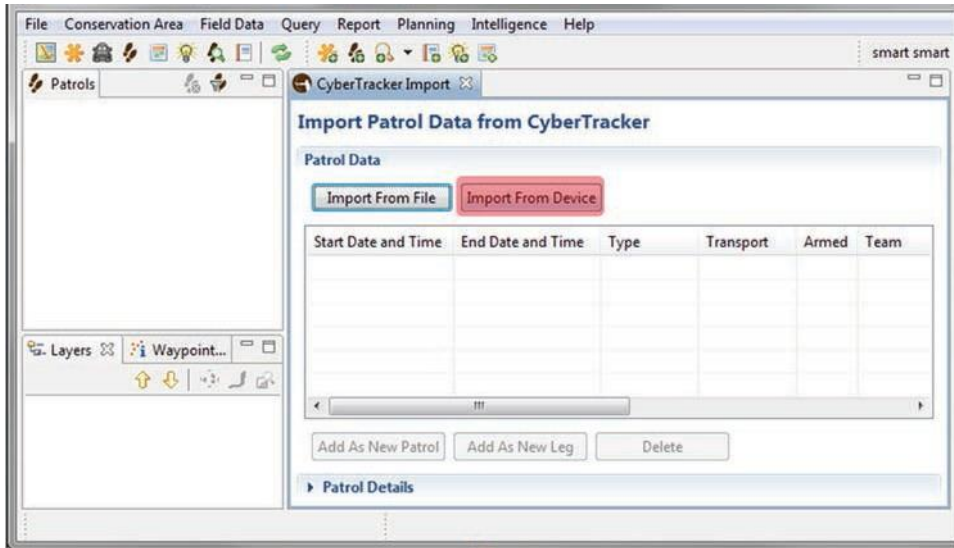 File Conservation Area Field Data Query Report Planning Intelligence Help
smart smart
Patrols
CyberTracker Import
Import Patrol Data from CyberTracker
Patrol Data
Import From File Import From Device
Start Date and Time End Date and Time Type Transport Armed Team
Layers Waypoint...
Add As New Patrol Add As New Leg Delete
Patrol Details